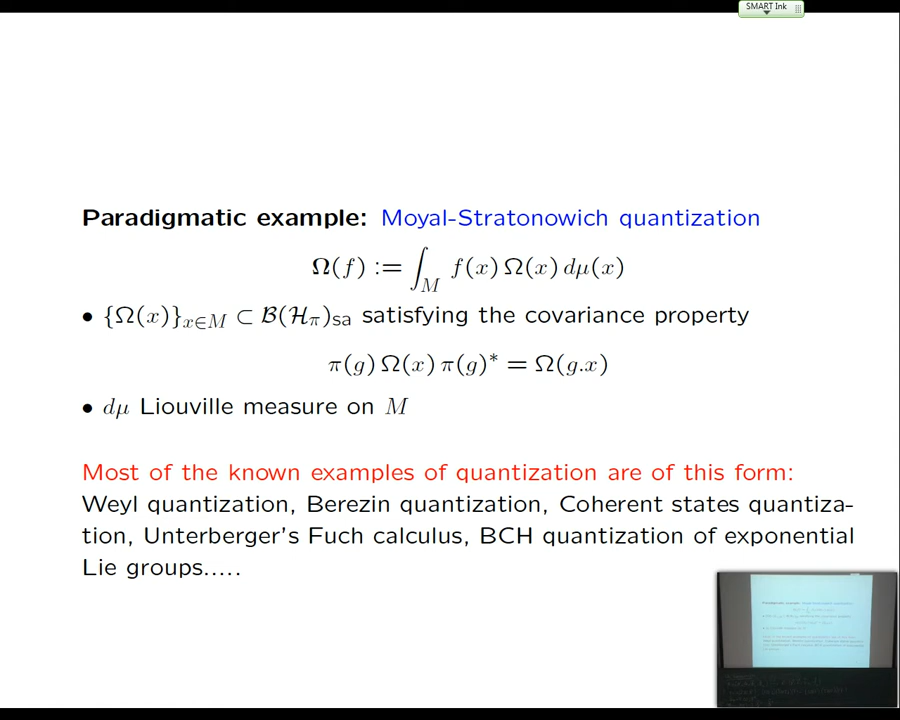 SMART Ink
Paradigmatic example: Moyal-Stratonowich quantization
Ω(f) := ∫_M f(x) Ω(x) dμ(x)
• {Ω(x)}_{x∈M} ⊂ B(H_π)_sa satisfying the covariance property
π(g) Ω(x) π(g)* = Ω(g.x)
• dμ Liouville measure on M
Most of the known examples of quantization are of this form:
Weyl quantization, Berezin quantization, Coherent states quantiza-
tion, Unterberger's Fuch calculus, BCH quantization of exponential
Lie groups.....